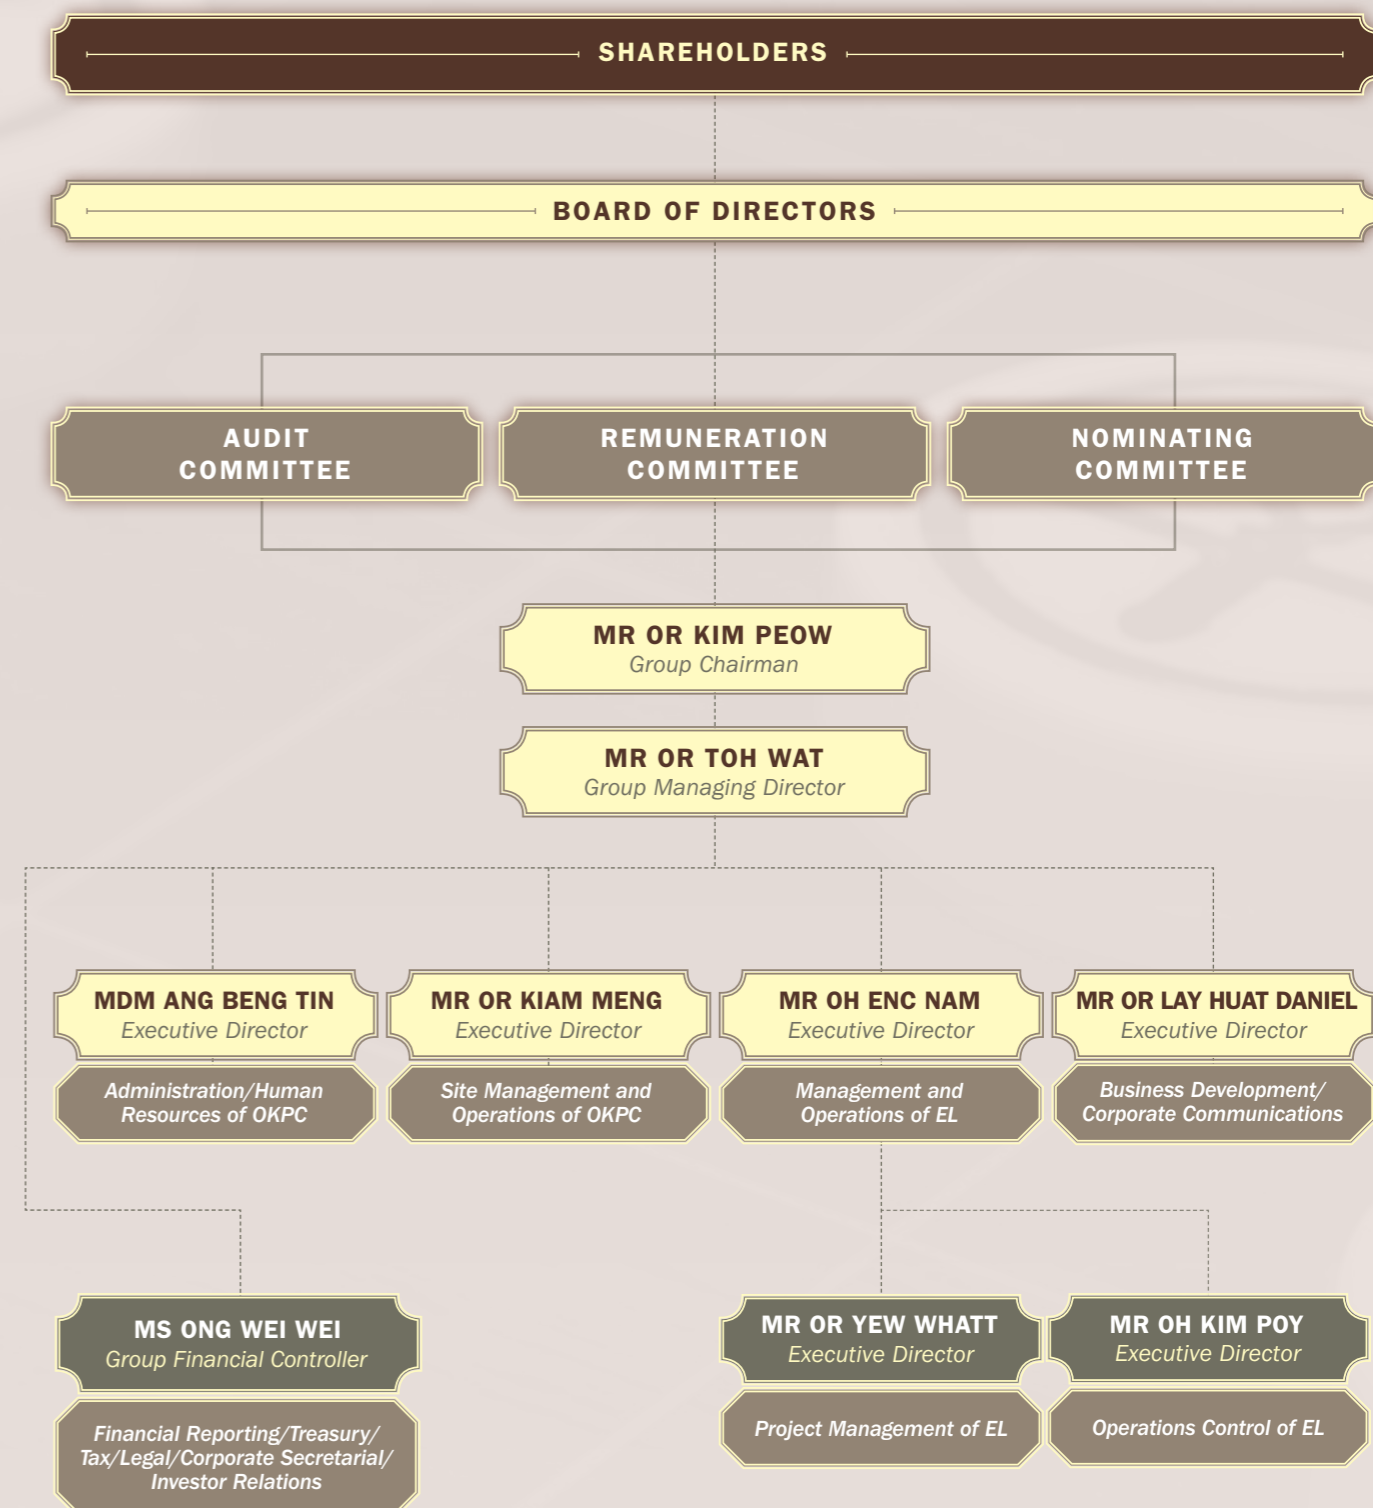 SHAREHOLDERS
BOARD OF DIRECTORS
AUDIT
COMMITTEE
REMUNERATION
COMMITTEE
NOMINATING
COMMITTEE
MR OR KIM PEOW
Group Chairman
MR OR TOH WAT
Group Managing Director
MDM ANG BENG TIN
Executive Director
Administration/Human
Resources of OKPC
MR OR KIAM MENG
Executive Director
Site Management and
Operations of OKPC
MR OH ENC NAM
Executive Director
Management and
Operations of EL
MR OR LAY HUAT DANIEL
Executive Director
Business Development/
Corporate Communications
MS ONG WEI WEI
Group Financial Controller
Financial Reporting/Treasury/
Tax/Legal/Corporate Secretarial/
Investor Relations
MR OR YEW WHATT
Executive Director
Project Management of EL
MR OH KIM POY
Executive Director
Operations Control of EL